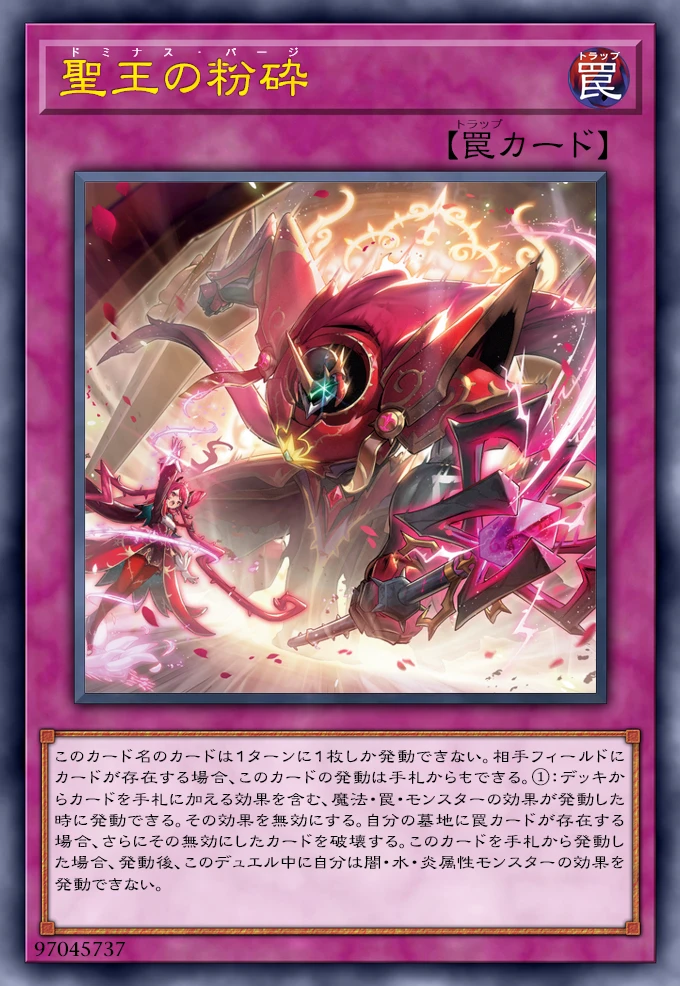 ドミナス・パージ
聖王の粉砕
トラップ
罠
トラップ
【罠カード】
このカード名のカードは1ターンに1枚しか発動できない。相手フィールドに
カードが存在する場合、このカードの発動は手札からもできる。①:デッキか
らカードを手札に加える効果を含む、魔法・罠・モンスターの効果が発動した
時に発動できる。その効果を無効にする。自分の墓地に罠カードが存在する
場合、さらにその無効にしたカードを破壊する。このカードを手札から発動し
た場合、発動後、このデュエル中に自分は闇・水・炎属性モンスターの効果を
発動できない。
97045737